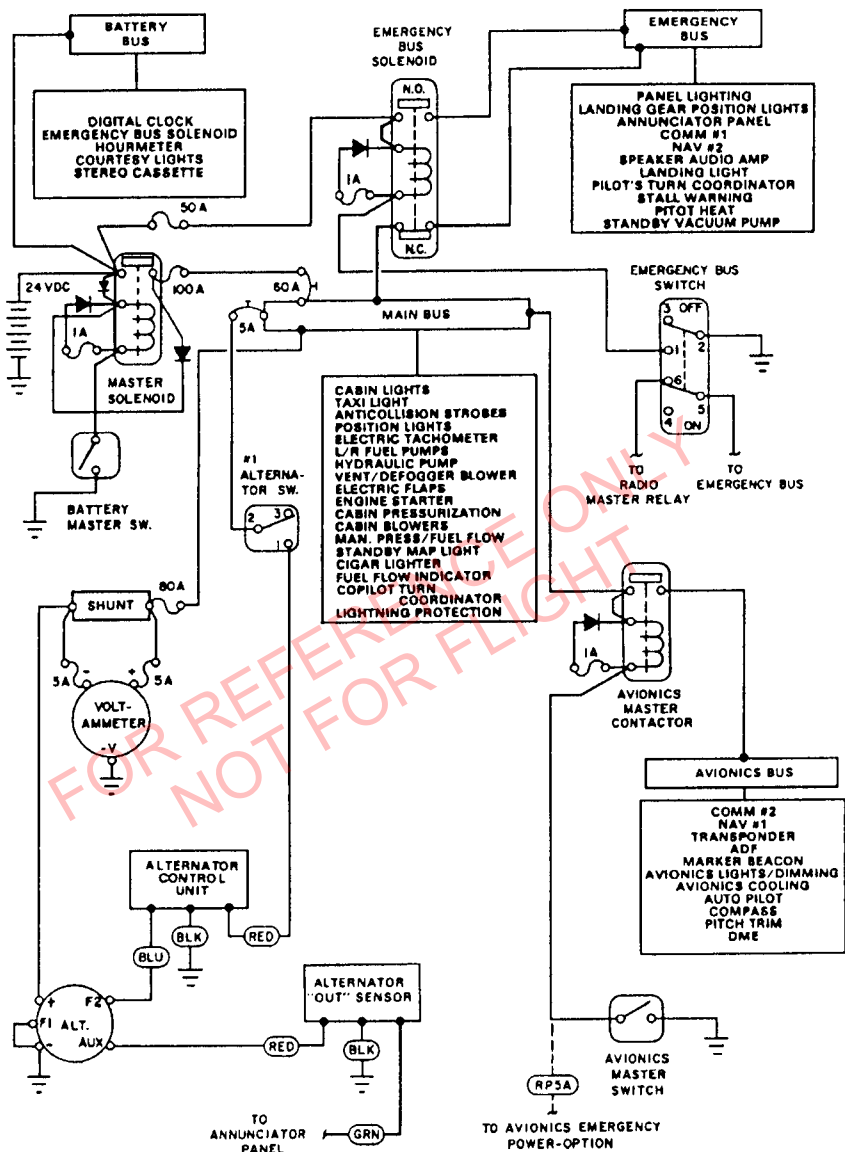 BATTERY
BUS
EMERGENCY
BUS
SOLENOID
EMERGENCY
BUS
N.O.
DIGITAL CLOCK
EMERGENCY BUS SOLENOID
HOURMETER
COURTESY LIGHTS
STEREO CASSETTE
PANEL LIGHTING
LANDING GEAR POSITION LIGHTS
ANNUNCIATOR PANEL
COMM #1
NAV #2
SPEAKER AUDIO AMP
LANDING LIGHT
PILOT'S TURN COORDINATOR
STALL WARNING
PITOT HEAT
STANDBY VACUUM PUMP
1A
50A
N.C.
24 VDC
100A
60A
EMERGENCY BUS
SWITCH
3 OFF
2
1
6
5
4
ON
1A
5A
MAIN BUS
MASTER
SOLENOID
TO
RADIO
MASTER RELAY
TO
EMERGENCY BUS
BATTERY
MASTER SW.
#1
ALTERNA-
TOR SW.
2
3
1
CABIN LIGHTS
TAXI LIGHT
ANTICOLLISION STROBES
POSITION LIGHTS
ELECTRIC TACHOMETER
L/R FUEL PUMPS
HYDRAULIC PUMP
VENT/DEFOGGER BLOWER
ELECTRIC FLAPS
ENGINE STARTER
CABIN PRESSURIZATION
CABIN BLOWERS
MAN. PRESS/FUEL FLOW
STANDBY MAP LIGHT
CIGAR LIGHTER
FUEL FLOW INDICATOR
COPILOT TURN
COORDINATOR
LIGHTNING PROTECTION
SHUNT
80A
5A
-
+
5A
VOLT-
AMMETER
-V
1A
AVIONICS
MASTER
CONTACTOR
FOR REFERENCE ONLY
NOT FOR FLIGHT
AVIONICS BUS
COMM #2
NAV #1
TRANSPONDER
ADF
MARKER BEACON
AVIONICS LIGHTS/DIMMING
AVIONICS COOLING
AUTO PILOT
COMPASS
PITCH TRIM
DME
ALTERNATOR
CONTROL
UNIT
BLU
BLK
RED
ALTERNATOR
"OUT" SENSOR
+
F2
F1
ALT.
-
AUX
RED
BLK
GRN
TO
ANNUNCIATOR
PANEL
AVIONICS
MASTER
SWITCH
RP5A
TO AVIONICS EMERGENCY
POWER-OPTION